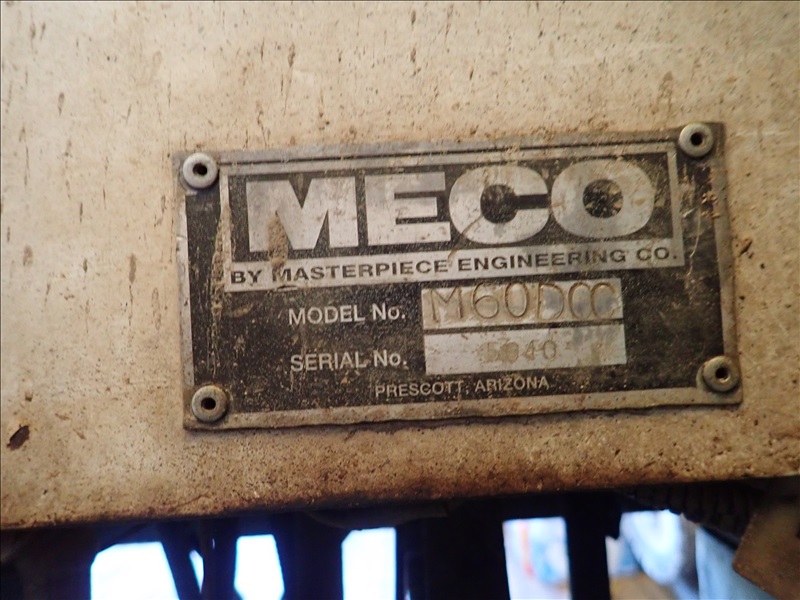 MECO
BY MASTERPIECE ENGINEERING CO.
MODEL No. M60DCC
SERIAL No.
PRESCOTT, ARIZONA